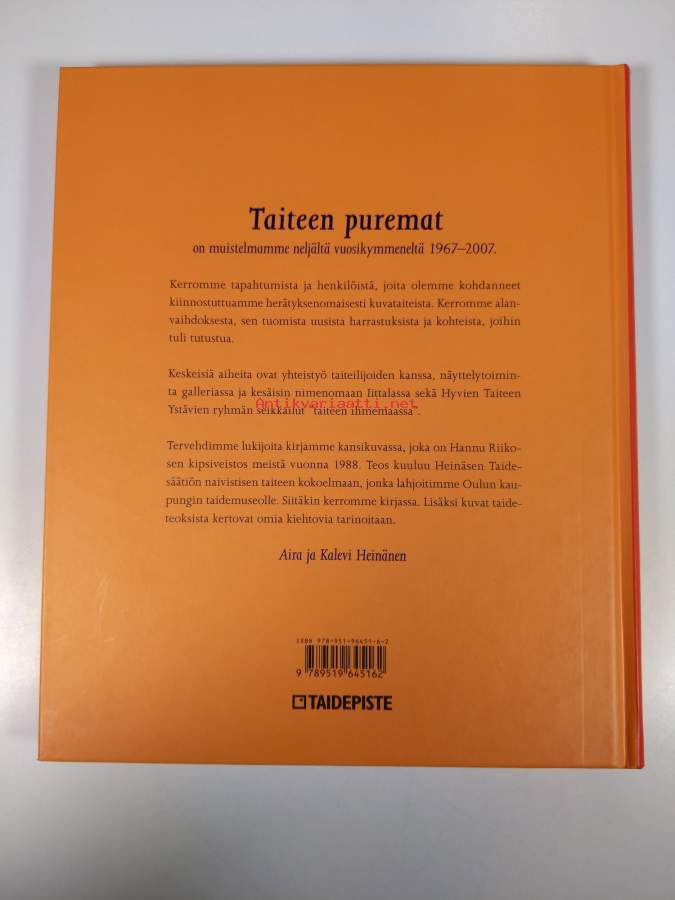 Taiteen puremat
on muistelmamme neljältä vuosikymmeneltä 1967–2007.
Kerromme tapahtumista ja henkilöistä, joita olemme kohdanneet
kiinnostuttuamme herätyksenomaisesti kuvataiteista. Kerromme alan-
vaihdoksesta, sen tuomista uusista harrastuksista ja kohteista, joihin
tuli tutustua.
Keskeisiä aiheita ovat yhteistyö taiteilijoiden kanssa, näyttelytoimin-
ta galleriassa ja kesäisin nimenomaan Iittalassa sekä Hyvien Taiteen
Antikvariaatti.net
Ystävien ryhmän seikkailut "taiteen ihmemaassa".
Tervehdimme lukijoita kirjamme kansikuvassa, joka on Hannu Riiko-
sen kipsiveistos meistä vuonna 1988. Teos kuuluu Heinäsen Taide-
säätiön naivistisen taiteen kokoelmaan, jonka lahjoitimme Oulun kau-
pungin taidemuseolle. Siitäkin kerromme kirjassa. Lisäksi kuvat taide-
teoksista kertovat omia kiehtovia tarinoitaan.
Aira ja Kalevi Heinänen
ISBN 978-951-96451-6-2
9 789519 645162
TAIDEPISTE